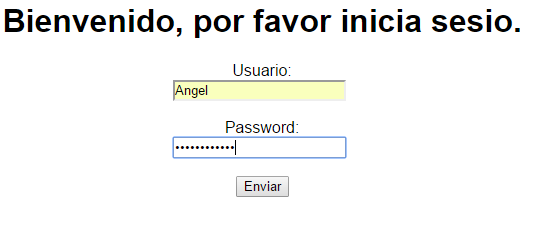 Bienvenido, por favor inicia sesio.
Usuario:
Angel
Password:
••••••••••••
Enviar